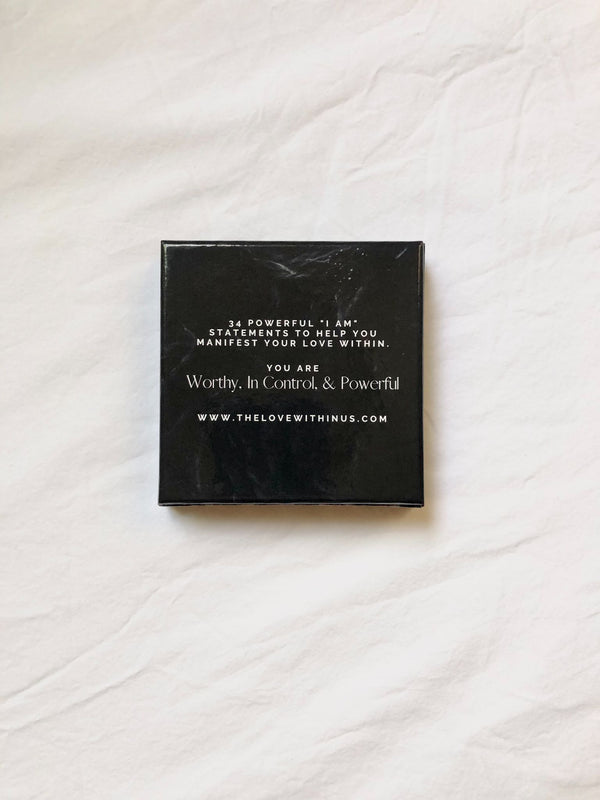 34 POWERFUL "I AM"
STATEMENTS TO HELP YOU
MANIFEST YOUR LOVE WITHIN.
YOU ARE
Worthy, In Control, & Powerful
WWW.THELOVEWITHINUS.COM